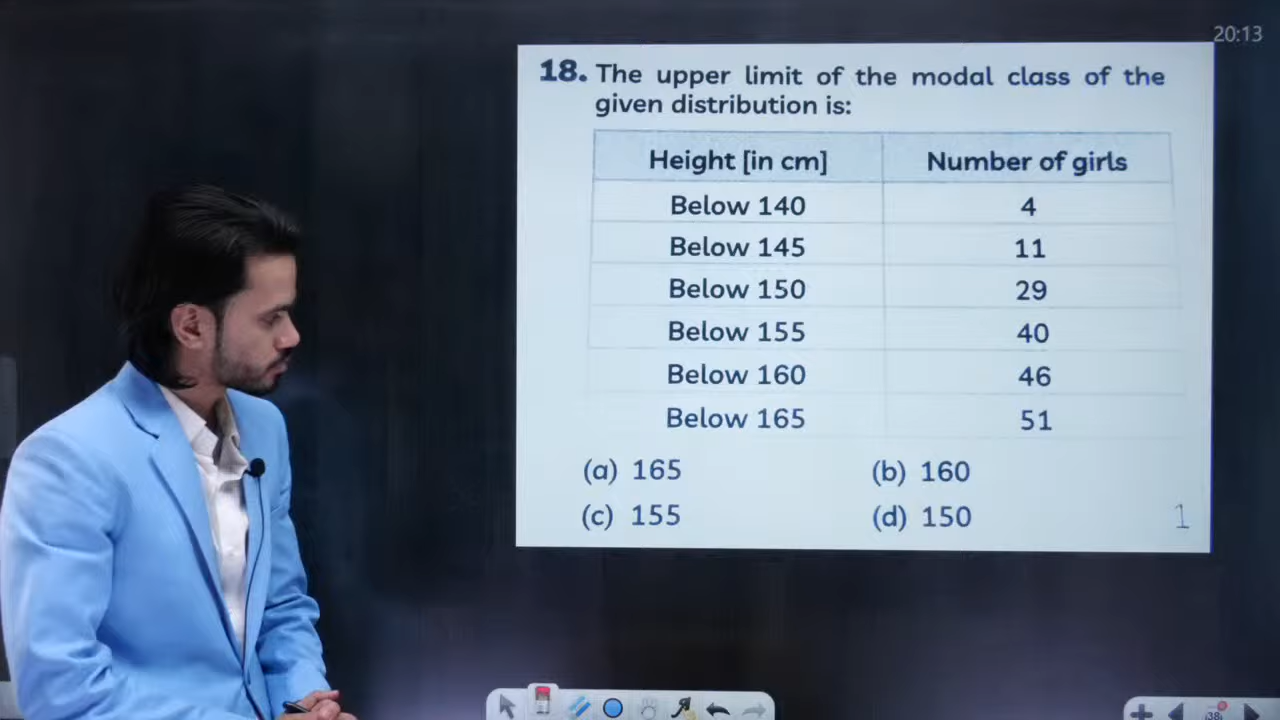 20:13
18. The upper limit of the modal class of the
given distribution is:
Height [in cm] Number of girls
Below 140 4
Below 145 11
Below 150 29
Below 155 40
Below 160 46
Below 165 51
(a) 165 (b) 160
(c) 155 (d) 150
1
38